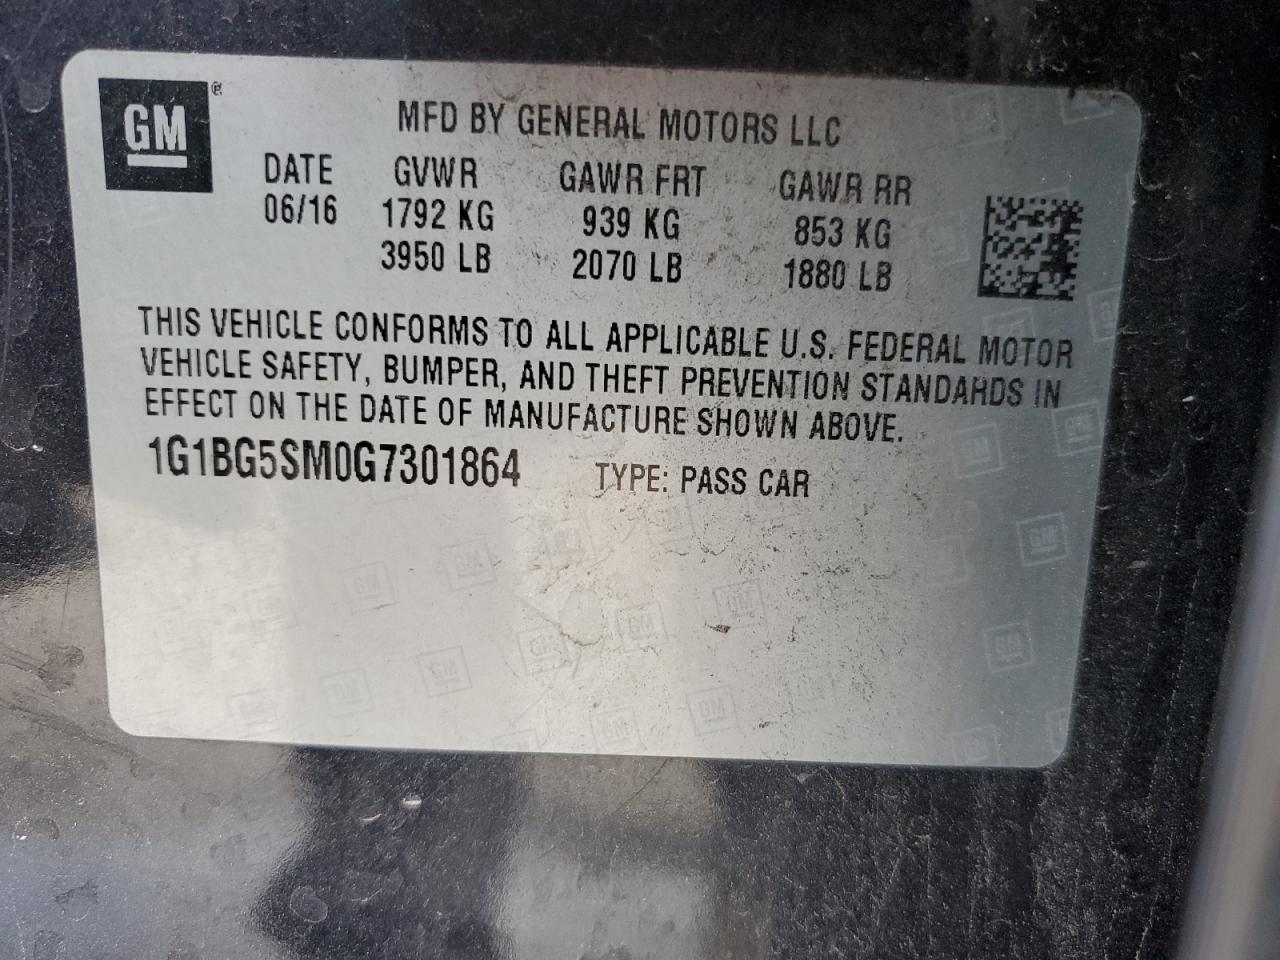 GM ®
MFD BY GENERAL MOTORS LLC
DATE GVWR GAWR FRT GAWR RR
06/16 1792 KG 939 KG 853 KG
3950 LB 2070 LB 1880 LB
THIS VEHICLE CONFORMS TO ALL APPLICABLE U.S. FEDERAL MOTOR
VEHICLE SAFETY, BUMPER, AND THEFT PREVENTION STANDARDS IN
EFFECT ON THE DATE OF MANUFACTURE SHOWN ABOVE.
1G1BG5SM0G7301864 TYPE: PASS CAR